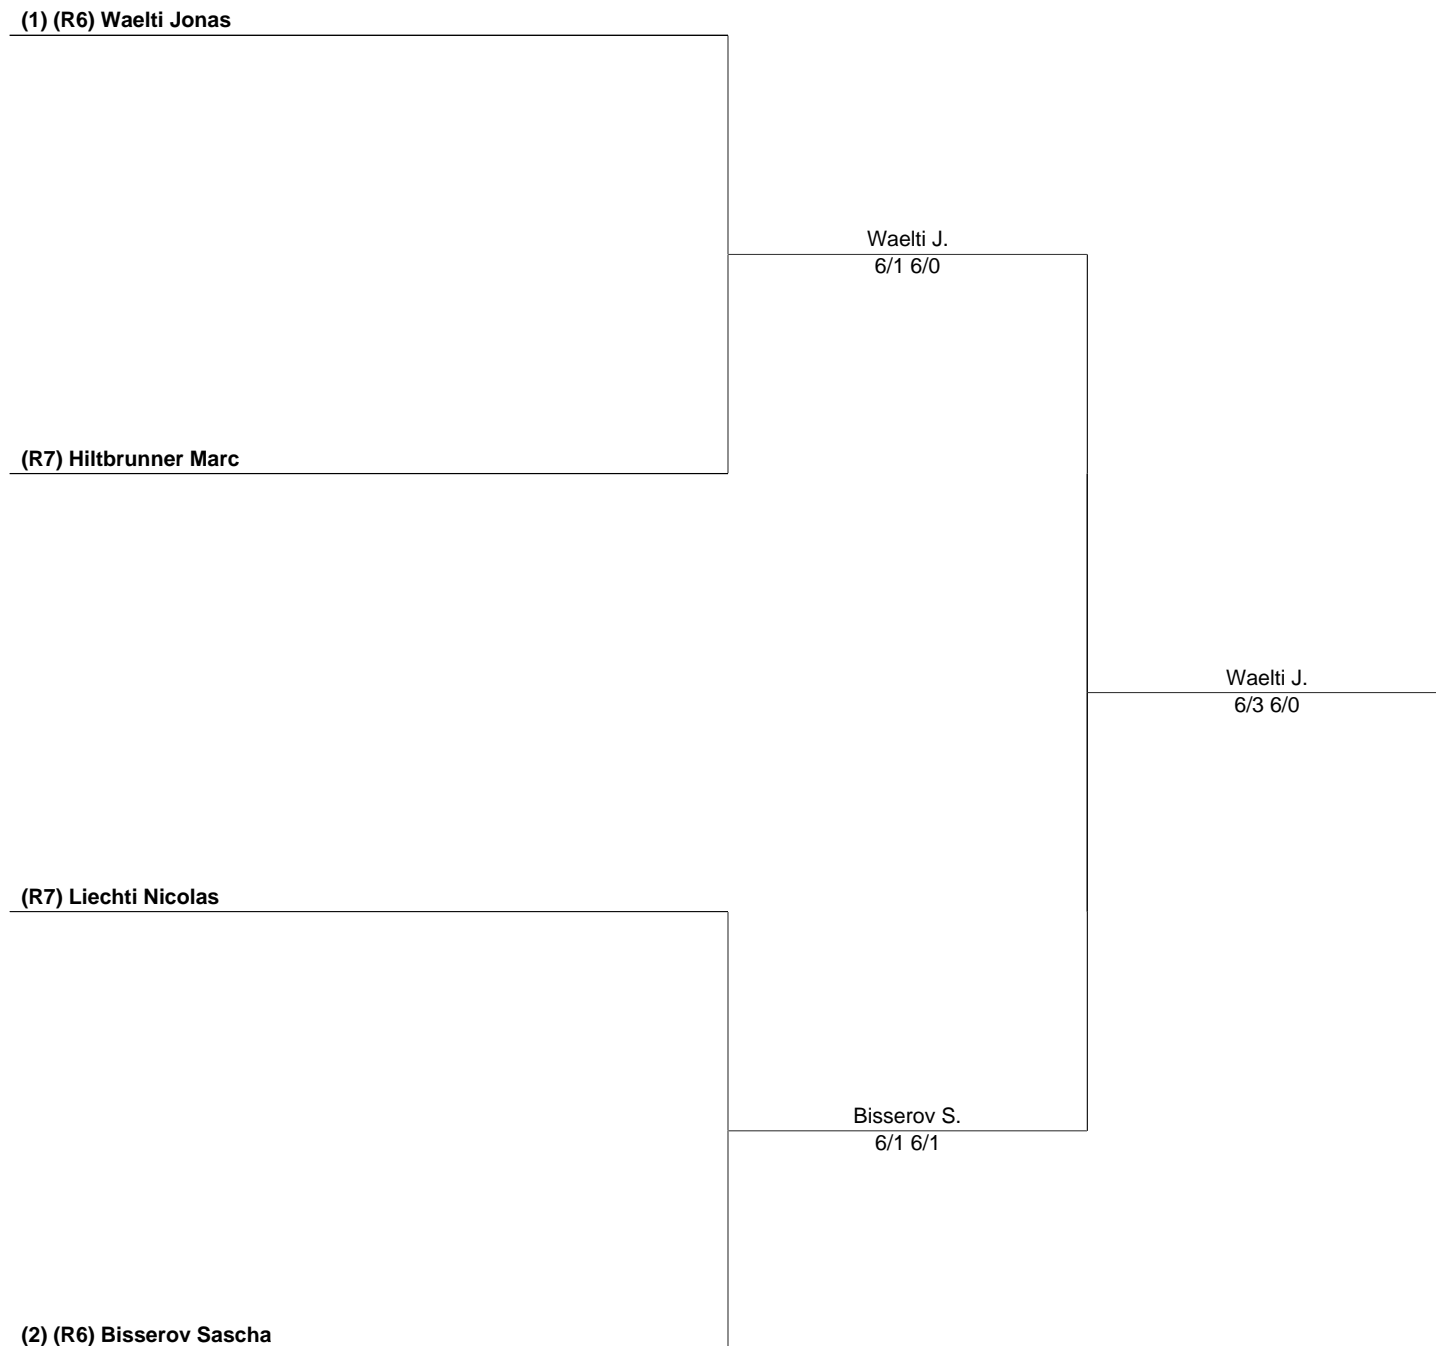 (1) (R6) Waelti Jonas
Waelti J.
6/1 6/0
(R7) Hiltbrunner Marc
Waelti J.
6/3 6/0
(R7) Liechti Nicolas
Bisserov S.
6/1 6/1
(2) (R6) Bisserov Sascha